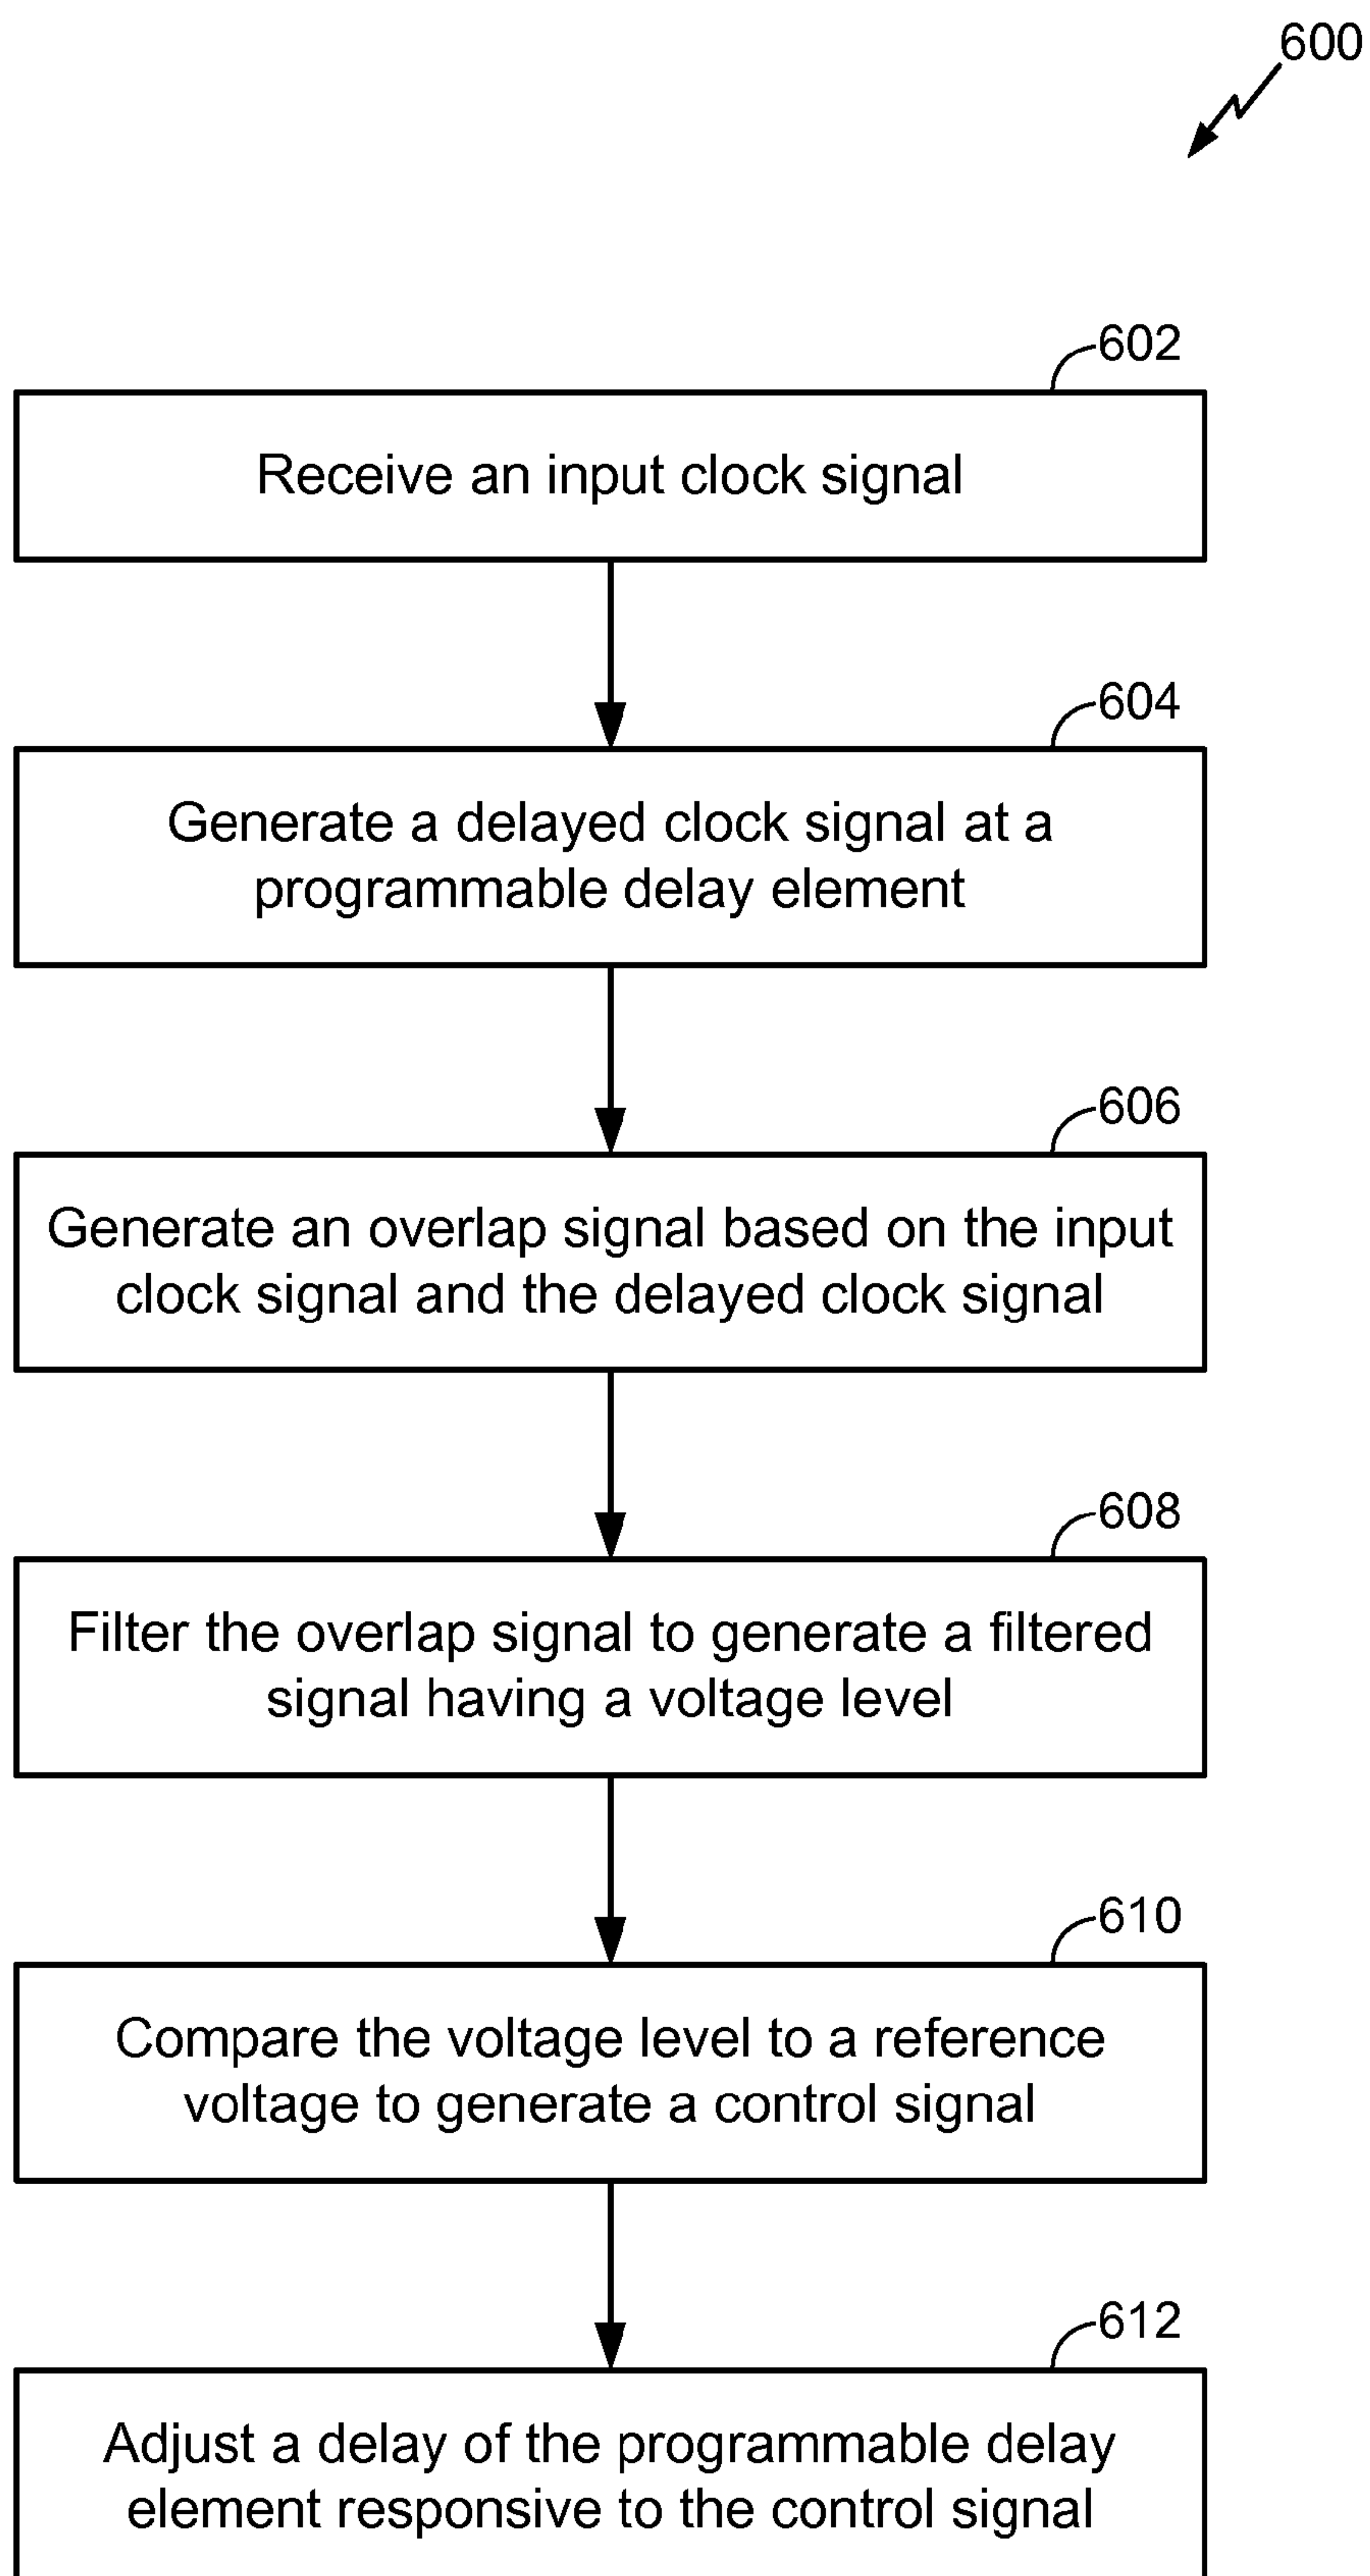 600
602
Receive an input clock signal
604
Generate a delayed clock signal at a
programmable delay element
606
Generate an overlap signal based on the input
clock signal and the delayed clock signal
608
Filter the overlap signal to generate a filtered
signal having a voltage level
610
Compare the voltage level to a reference
voltage to generate a control signal
612
Adjust a delay of the programmable delay
element responsive to the control signal